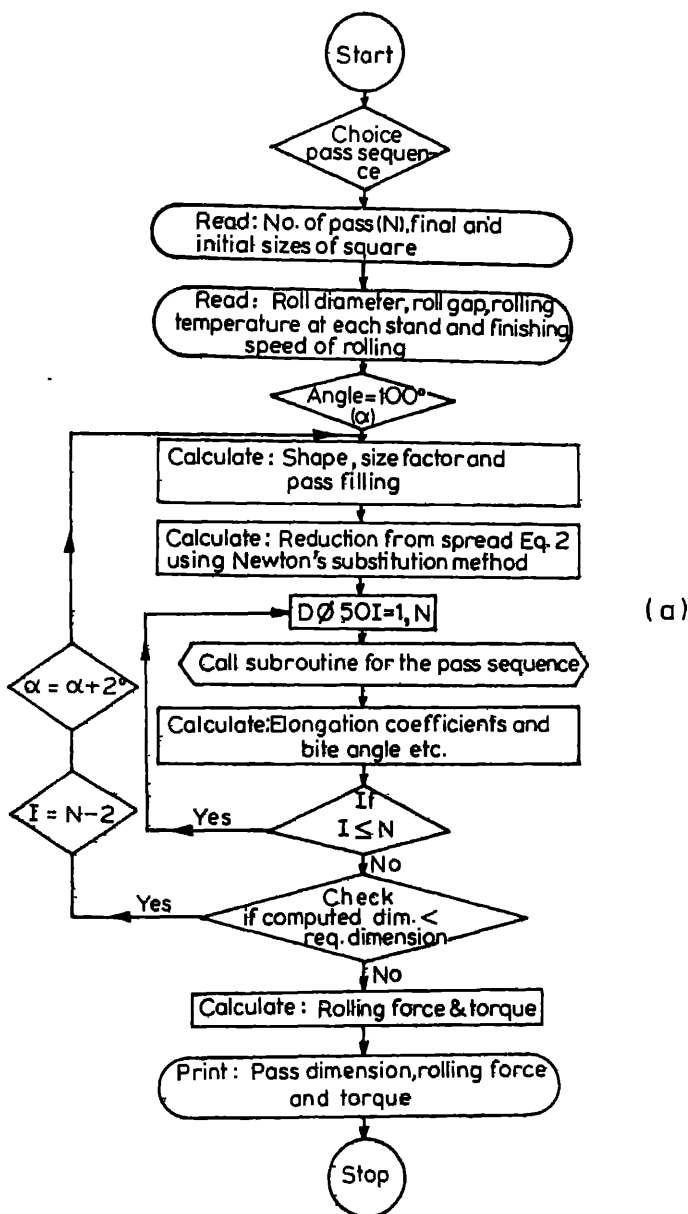 Start
Choice
pass sequen-
ce
Read: No. of pass (N), final and
initial sizes of square
Read: Roll diameter, roll gap, rolling
temperature at each stand and finishing
speed of rolling
Angle=100°
(α)
Calculate: Shape, size factor and
pass filling
Calculate: Reduction from spread Eq. 2
using Newton's substitution method
DØ 50 I=1, N
(a)
Call subroutine for the pass sequence
α = α+2°
Calculate: Elongation coefficients and
bite angle etc.
I = N-2
If
I ≤ N
Yes
No
Check
if computed dim. <
req. dimension
Yes
No
Calculate: Rolling force & torque
Print: Pass dimension, rolling force
and torque
Stop